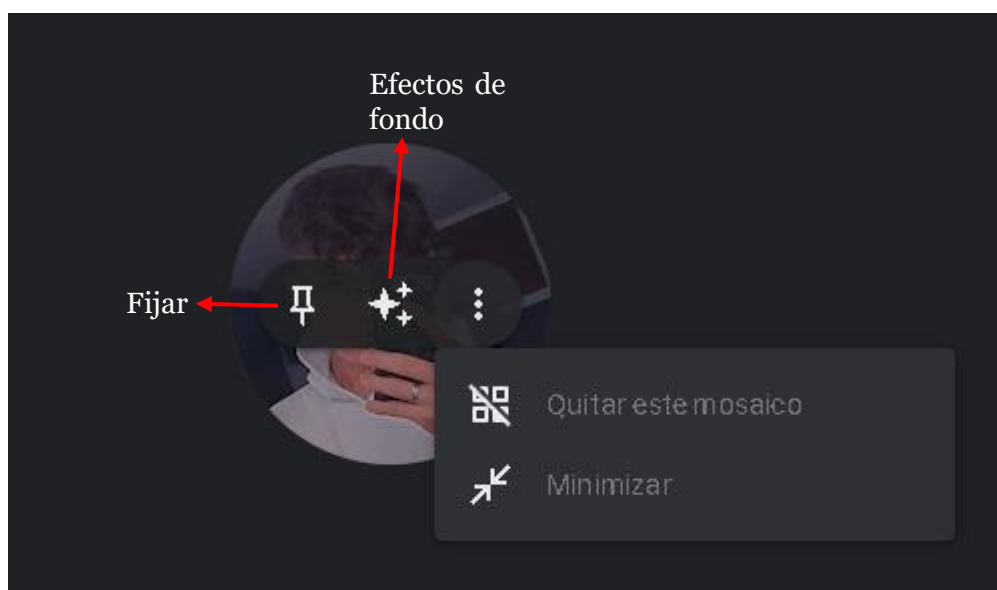 Efectos de
fondo
Fijar
Quitar este mosaico
Minimizar